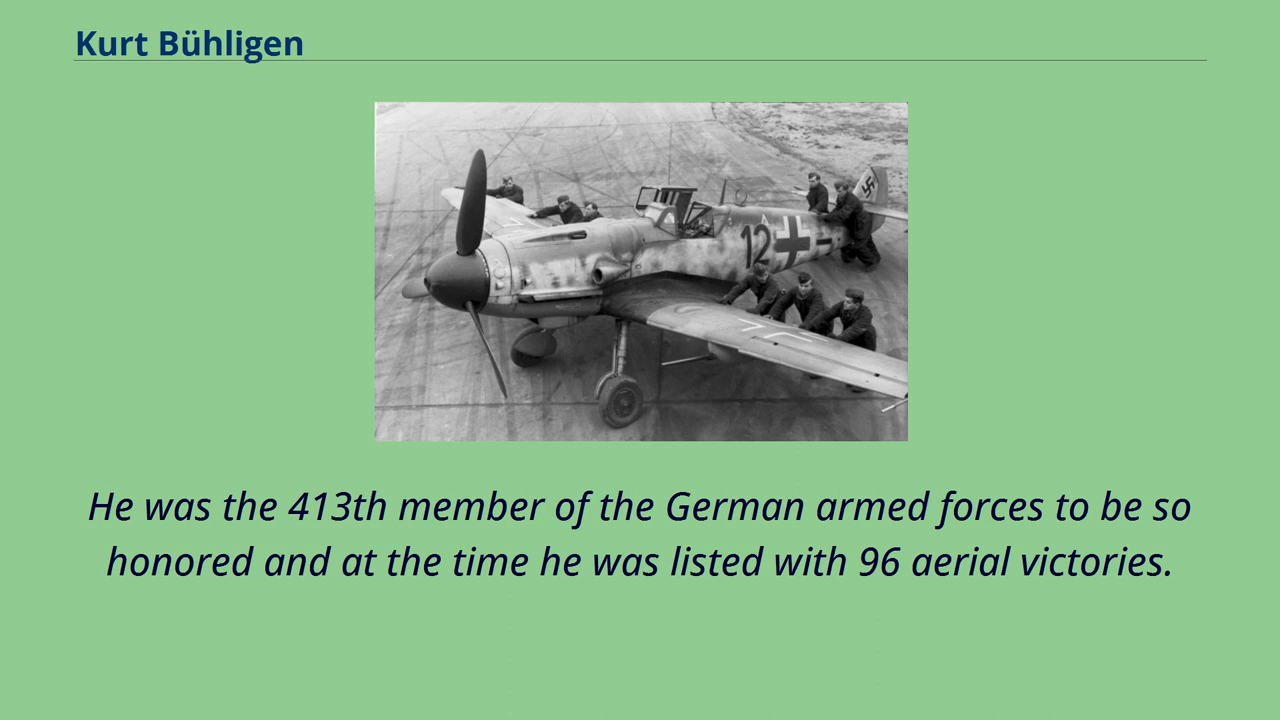 Kurt Bühligen
12
He was the 413th member of the German armed forces to be so
honored and at the time he was listed with 96 aerial victories.